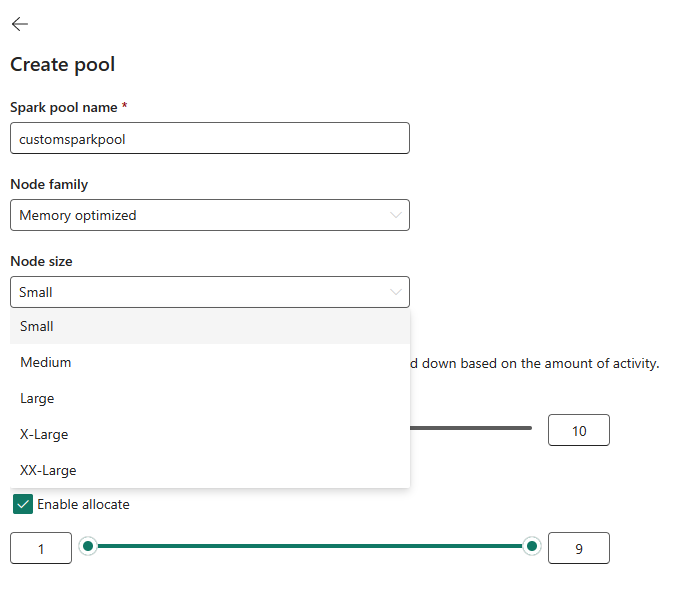 Create pool
Spark pool name *
customsparkpool
Node family
Memory optimized
Node size
Small
Small
Medium
d down based on the amount of activity.
Large
10
X-Large
XX-Large
Enable allocate
1
9